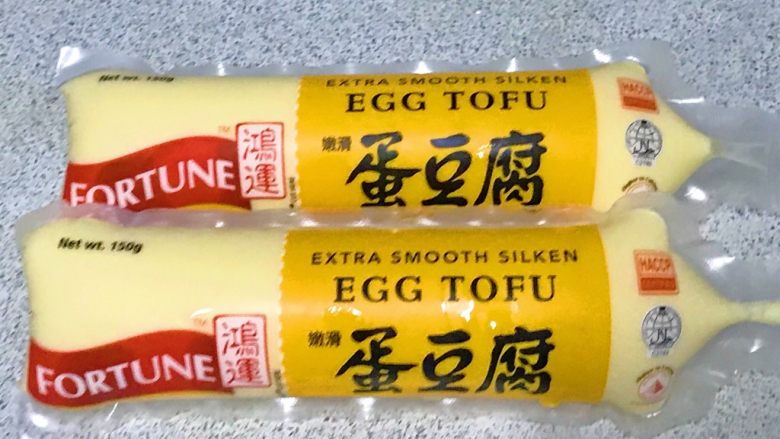 Net wt. 150g
EXTRA SMOOTH SILKEN
EGG TOFU
嫩滑
蛋豆腐
FORTUNE
鴻運
HACCP
Net wt. 150g
EXTRA SMOOTH SILKEN
EGG TOFU
嫩滑
蛋豆腐
FORTUNE
鴻運
HACCP